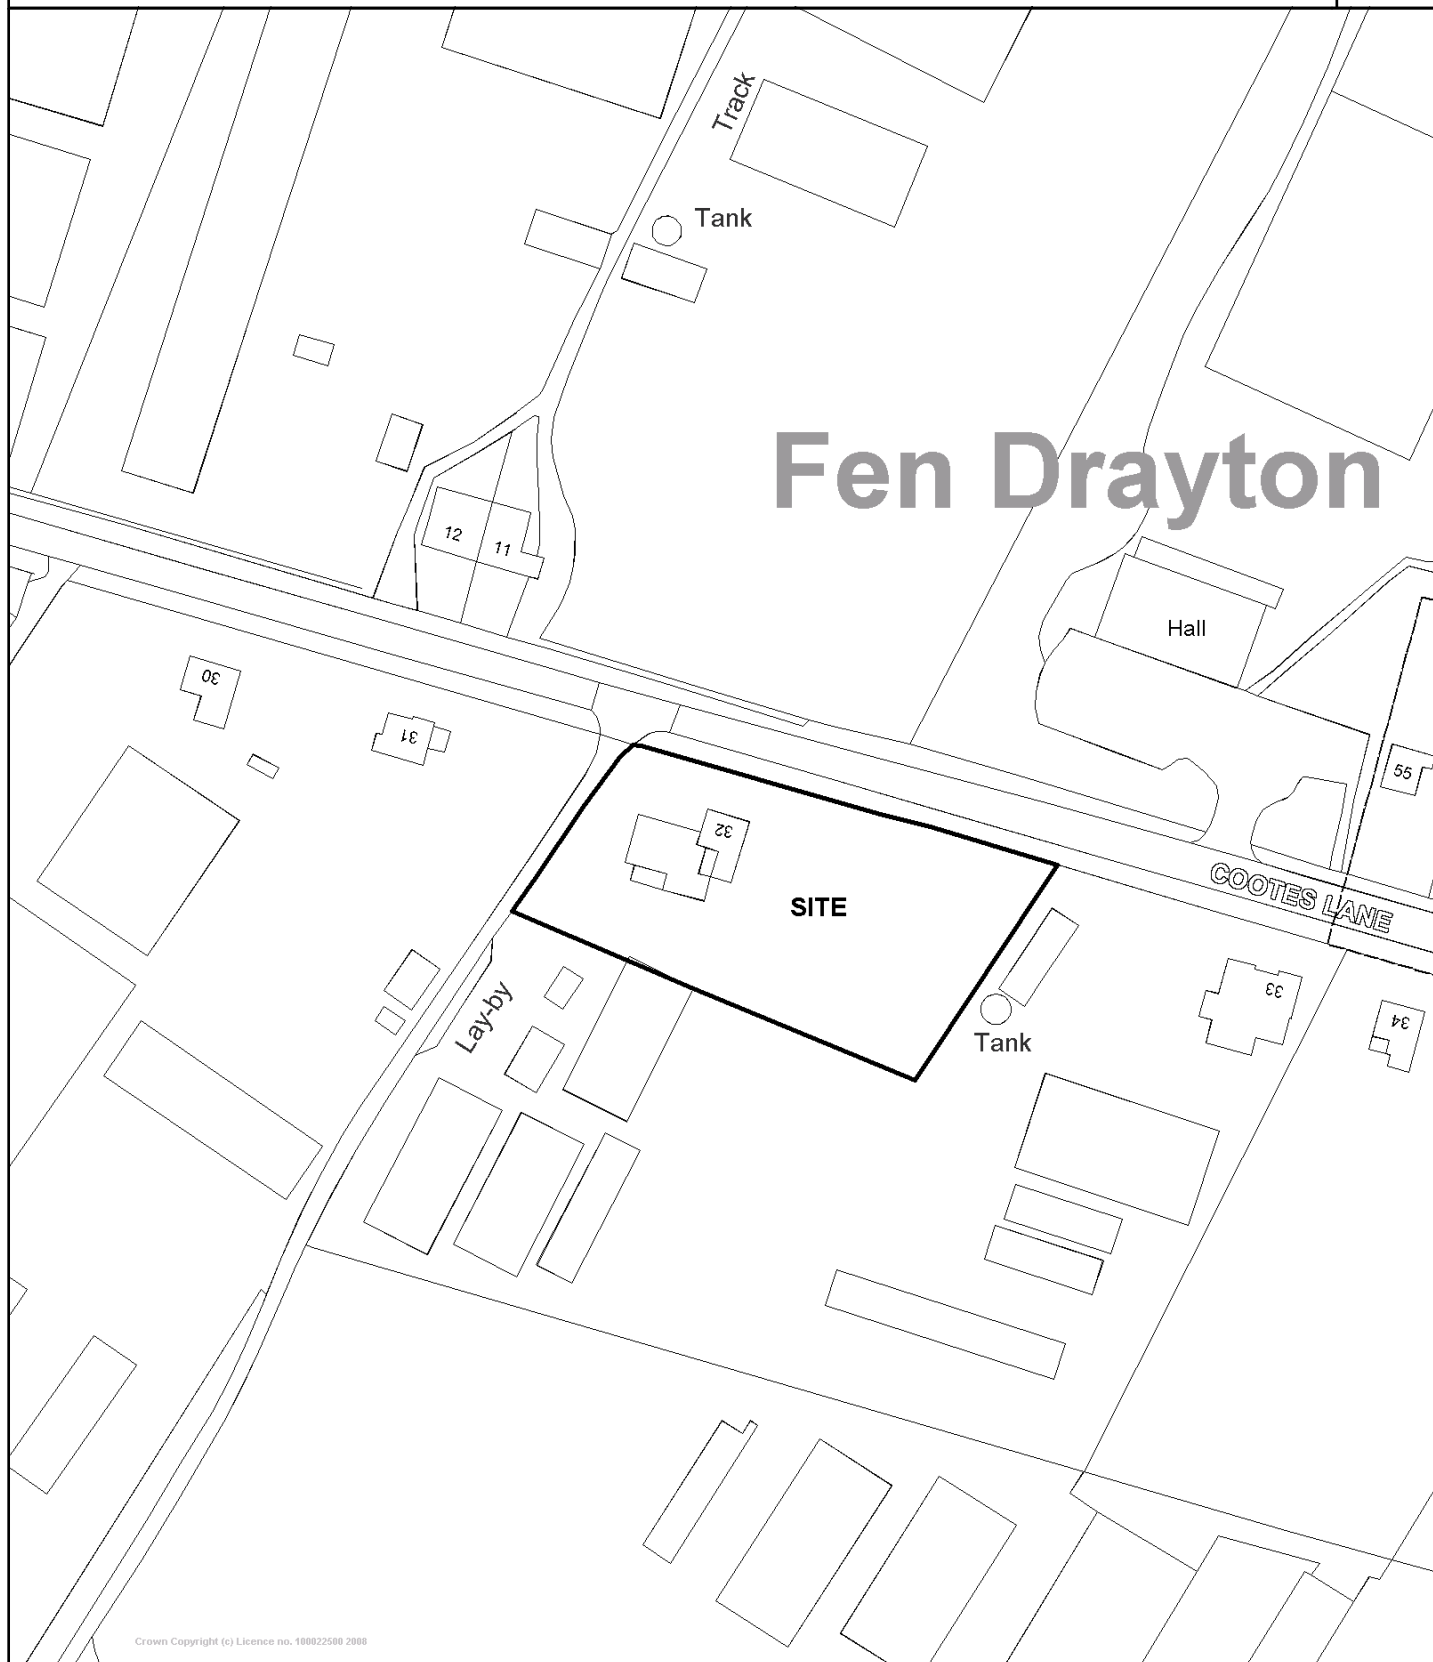 Track
Tank
Fen Drayton
12
11
Hall
30
31
55
32
COOTES LANE
SITE
33
34
Lay-by
Tank
Crown Copyright (c) Licence no. 100022500 2008